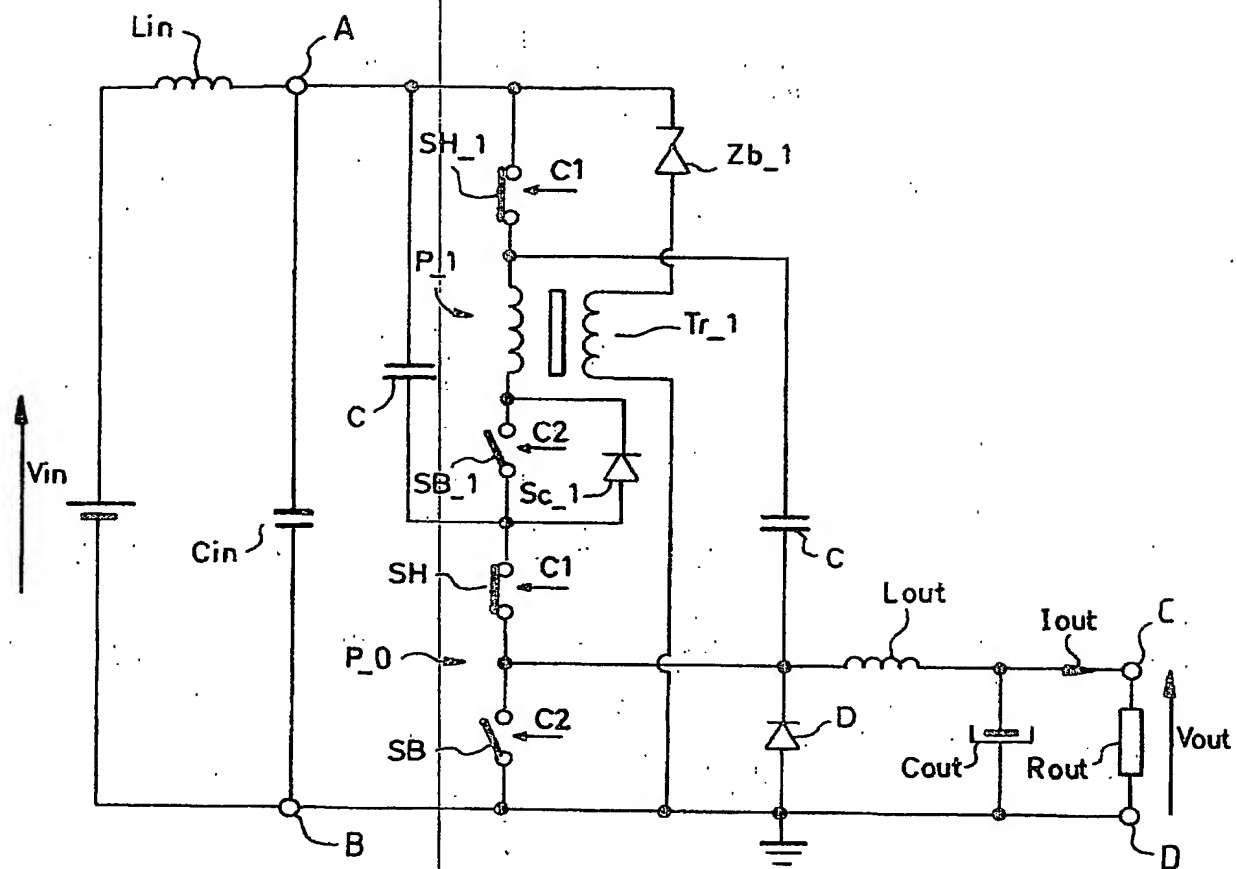 Lin
A
SH_1
C1
Zb_1
P_1
Tr_1
C
C2
SB_1
Sc_1
Vin
Cin
C
SH
C1
Lout
Iout
C
P_0
C2
D
SB
Cout
Rout
Vout
B
D